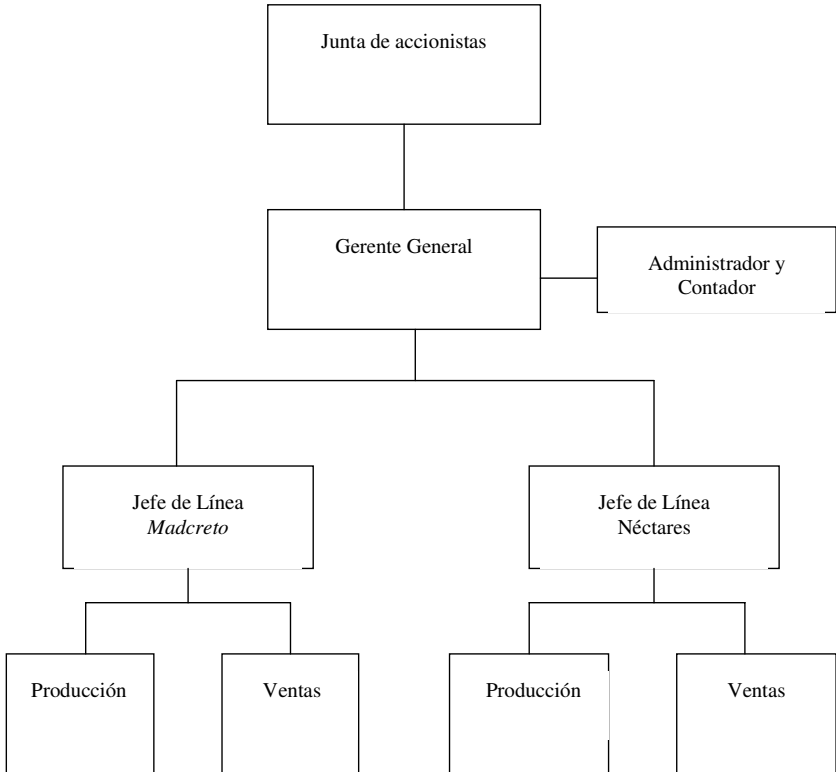 Junta de accionistas
Gerente General
Administrador y
Contador
Jefe de Línea
Madcreto
Jefe de Línea
Néctares
Producción
Ventas
Producción
Ventas